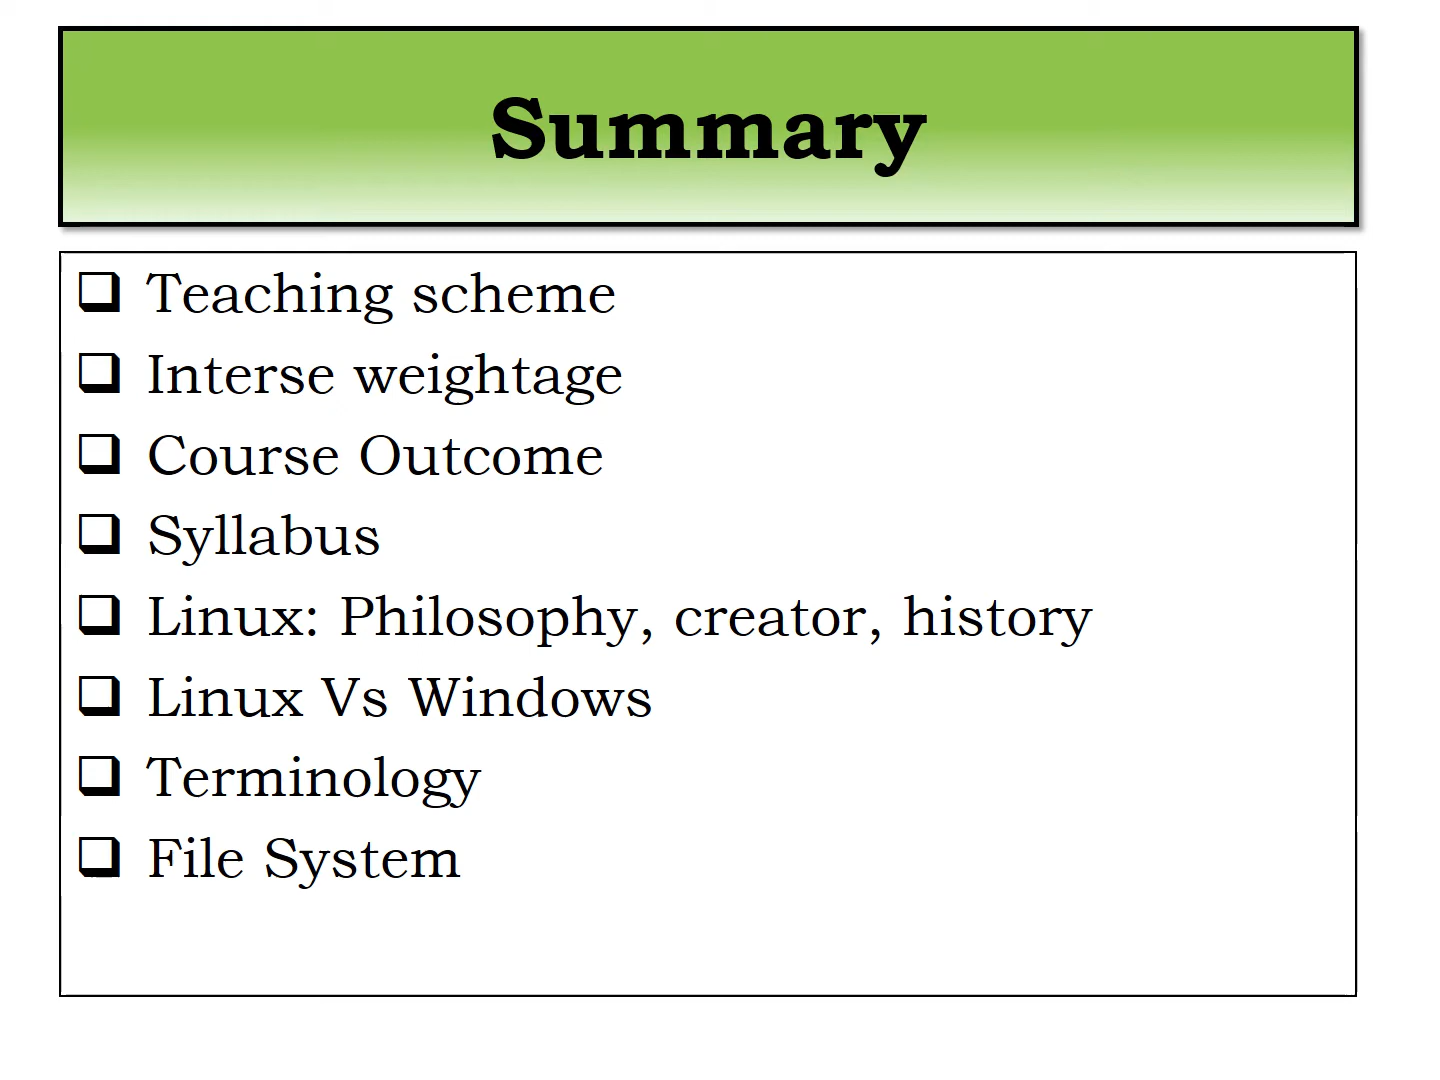 Summary
Teaching scheme
Interse weightage
Course Outcome
Syllabus
Linux: Philosophy, creator, history
Linux Vs Windows
Terminology
File System